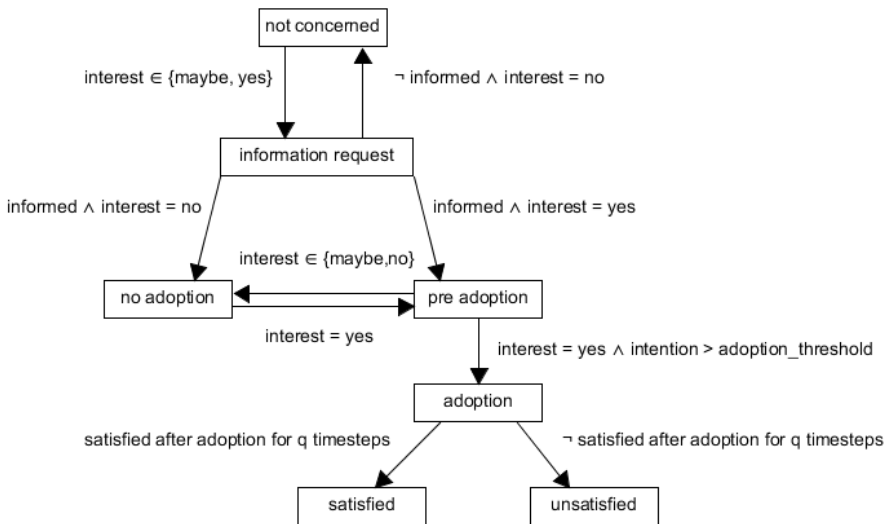 not concerned
interest ∈ {maybe, yes}
¬ informed ∧ interest = no
information request
informed ∧ interest = no
informed ∧ interest = yes
interest ∈ {maybe,no}
no adoption
pre adoption
interest = yes
interest = yes ∧ intention > adoption_threshold
adoption
satisfied after adoption for q timesteps
¬ satisfied after adoption for q timesteps
satisfied
unsatisfied